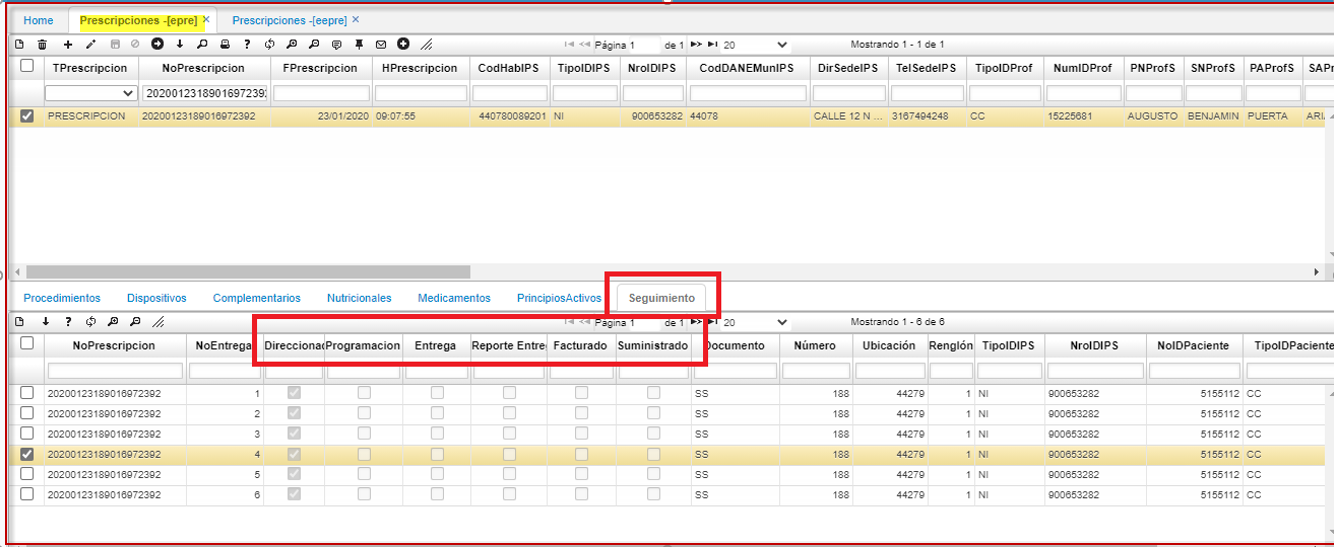 Home Prescripciones -[epre] × Prescripciones -[eepre] ×
Página 1 de 1 20 Mostrando 1 - 1 de 1
TPrescripcion NoPrescripcion FPrescripcion HPrescripcion CodHabIPS TipoIDIPS NroIDIPS CodDANEMunIPS DirSedeIPS TelSedeIPS TipoIDProf NumIDProf PNProfS SNProfS PAProfS SAPro
PRESCRIPCION 20200123189016972392 23/01/2020 09:07:55 440780089201 NI 900653282 44078 CALLE 12 N ... 3167494248 CC 15225681 AUGUSTO BENJAMIN PUERTA ARI
Procedimientos Dispositivos Complementarios Nutricionales Medicamentos PrincipiosActivos Seguimiento
Página 1 de 1 20 Mostrando 1 - 6 de 6
NoPrescripcion NoEntrega Direccionad Programacion Entrega Reporte Entre Facturado Suministrado Documento Número Ubicación Renglón TipoIDIPS NroIDIPS NoIDPaciente TipoIDPaciente
20200123189016972392 1 SS 188 44279 1 NI 900653282 5155112 CC
20200123189016972392 2 SS 188 44279 1 NI 900653282 5155112 CC
20200123189016972392 3 SS 188 44279 1 NI 900653282 5155112 CC
20200123189016972392 4 SS 188 44279 1 NI 900653282 5155112 CC
20200123189016972392 5 SS 188 44279 1 NI 900653282 5155112 CC
20200123189016972392 6 SS 188 44279 1 NI 900653282 5155112 CC